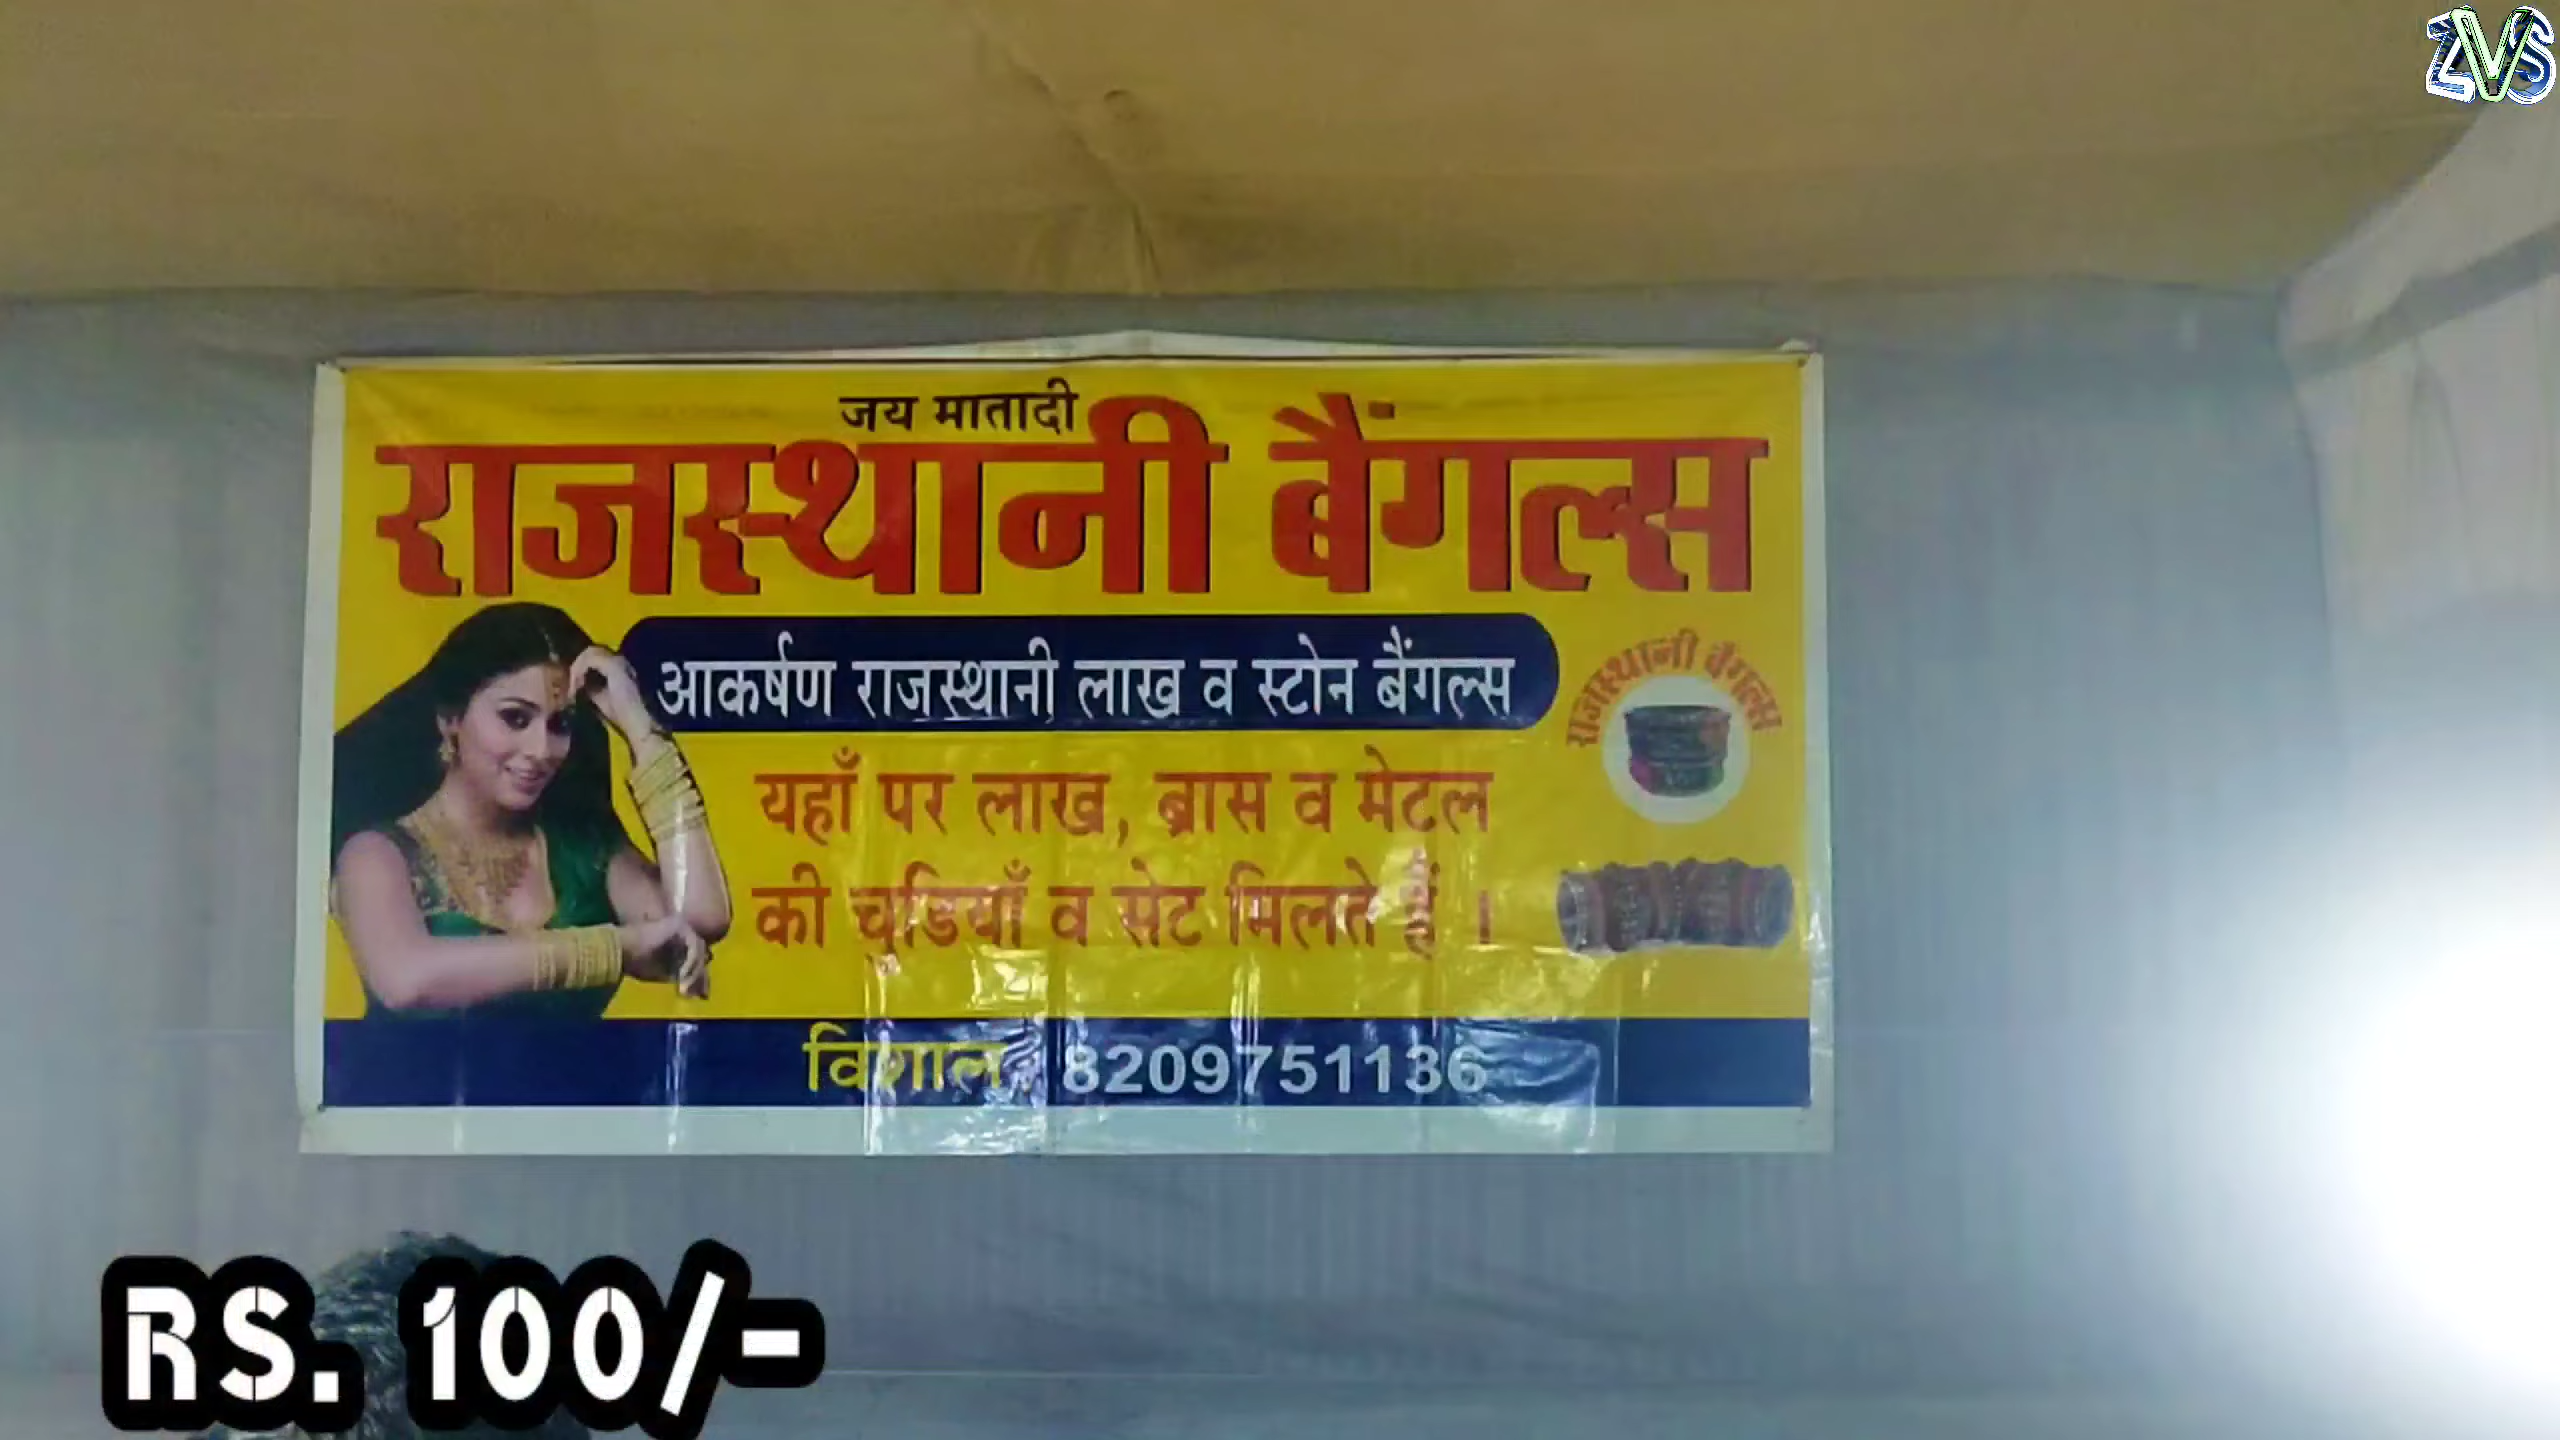 ZVS
जय मातादी
राजस्थानी बैंगल्स
आकर्षण राजस्थानी लाख व स्टोन बैंगल्स
राजस्थानी बैंगल्स
यहाँ पर लाख, ब्रास व मेटल
की चुडियाँ व सेट मिलते हैं ।
विशाल : 8209751136
RS. 100/-